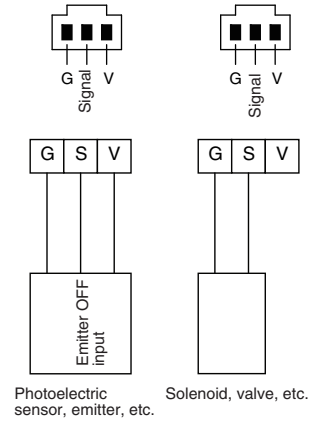 G Signal V
G Signal V
G S V
G S V
Emitter OFF
input
Photoelectric
sensor, emitter, etc.
Solenoid, valve, etc.